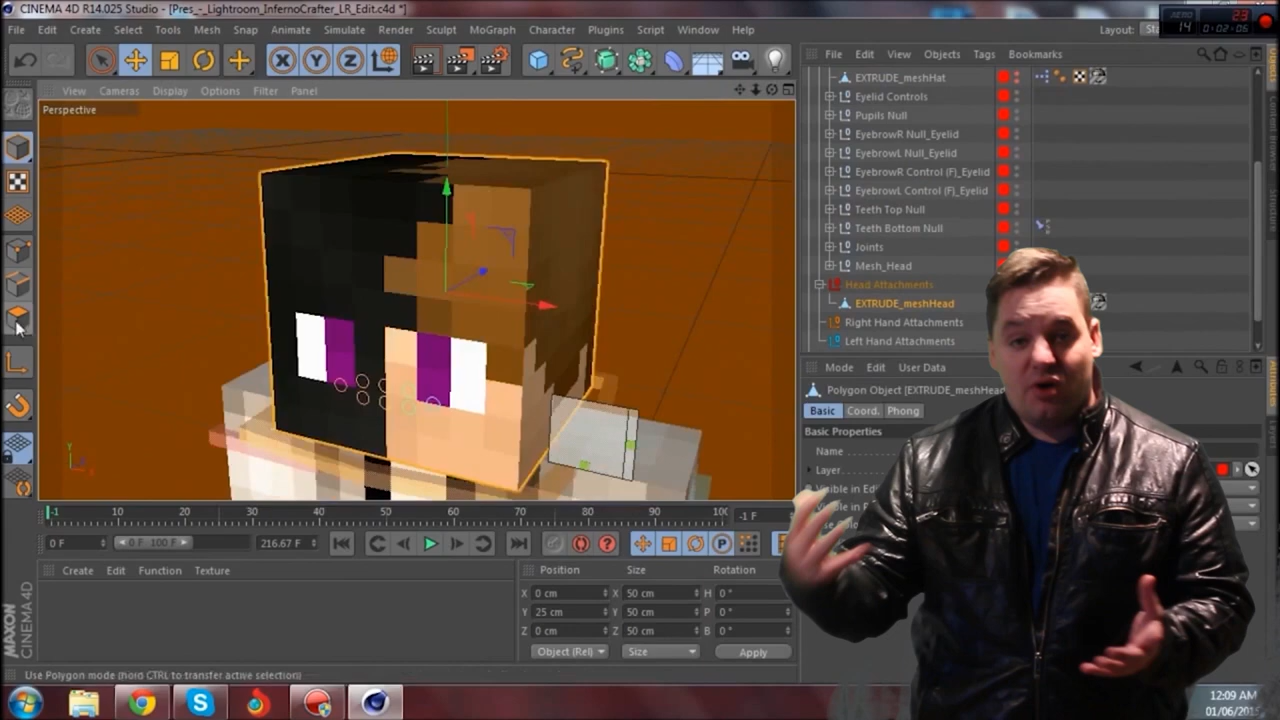 CINEMA 4D R14.025 Studio - [Pres_-_Lightroom_InfernoCrafter_LR_Edit.c4d *]
File Edit Create Select Tools Mesh Snap Animate Simulate Render Sculpt MoGraph Character Plugins Script Window Help
Layout:
23
14
0:02:06
File Edit View Objects Tags Bookmarks
View Cameras Display Options Filter Panel
Perspective
EXTRUDE_meshHat
Eyelid Controls
Pupils Null
EyebrowR Null_Eyelid
EyebrowL Null_Eyelid
EyebrowR Control (F)_Eyelid
EyebrowL Control (F)_Eyelid
Teeth Top Null
Teeth Bottom Null
Joints
Mesh_Head
Head Attachments
EXTRUDE_meshHead
Right Hand Attachments
Left Hand Attachments
Mode Edit User Data
Polygon Object [EXTRUDE_meshHead
Basic Coord. Phong
Basic Properties
Name
Layer
Visible in
Y
X
-1 10 20 30 40 50 60 70 80 90 -1 F
0 F 0 F 100 F 216.67 F
Create Edit Function Texture
Position Size Rotation
X 0 cm X 50 cm H 0 °
Y 25 cm Y 50 cm P 0 °
Z 0 cm Z 50 cm B 0 °
Object (Rel) Size Apply
MAXON
CINEMA 4D
Use Polygon mode (hold CTRL to transfer active selection)
12:09 AM